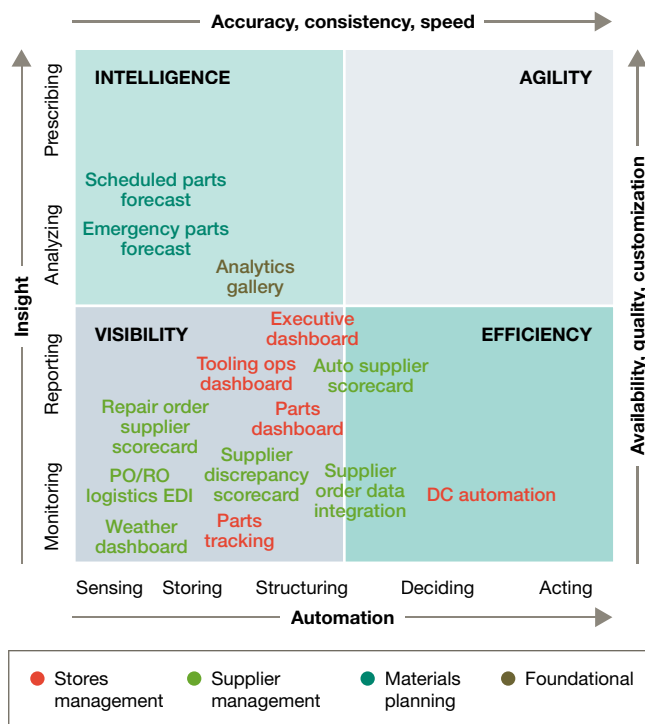 Accuracy, consistency, speed
INTELLIGENCE
AGILITY
Prescribing
Scheduled parts
forecast
Emergency parts
forecast
Analyzing
Analytics
gallery
Insight
Availability, quality, customization
VISIBILITY
EFFICIENCY
Executive
dashboard
Reporting
Tooling ops
dashboard
Auto supplier
scorecard
Repair order
supplier
scorecard
Parts
dashboard
Monitoring
PO/RO
logistics EDI
Supplier
discrepancy
scorecard
Supplier
order data
integration
DC automation
Weather
dashboard
Parts
tracking
Sensing Storing Structuring Deciding Acting
Automation
Stores
management
Supplier
management
Materials
planning
Foundational